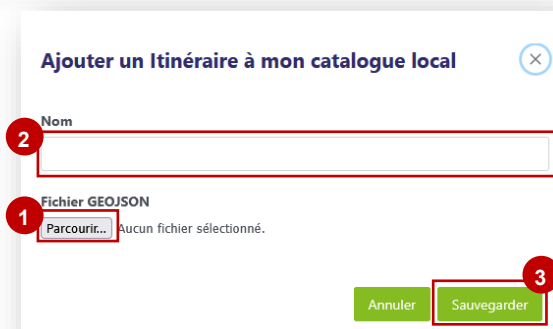 Ajouter un Itinéraire à mon catalogue local
Nom
2
Fichier GEOJSON
1
Parcourir... Aucun fichier sélectionné.
3
Annuler Sauvegarder